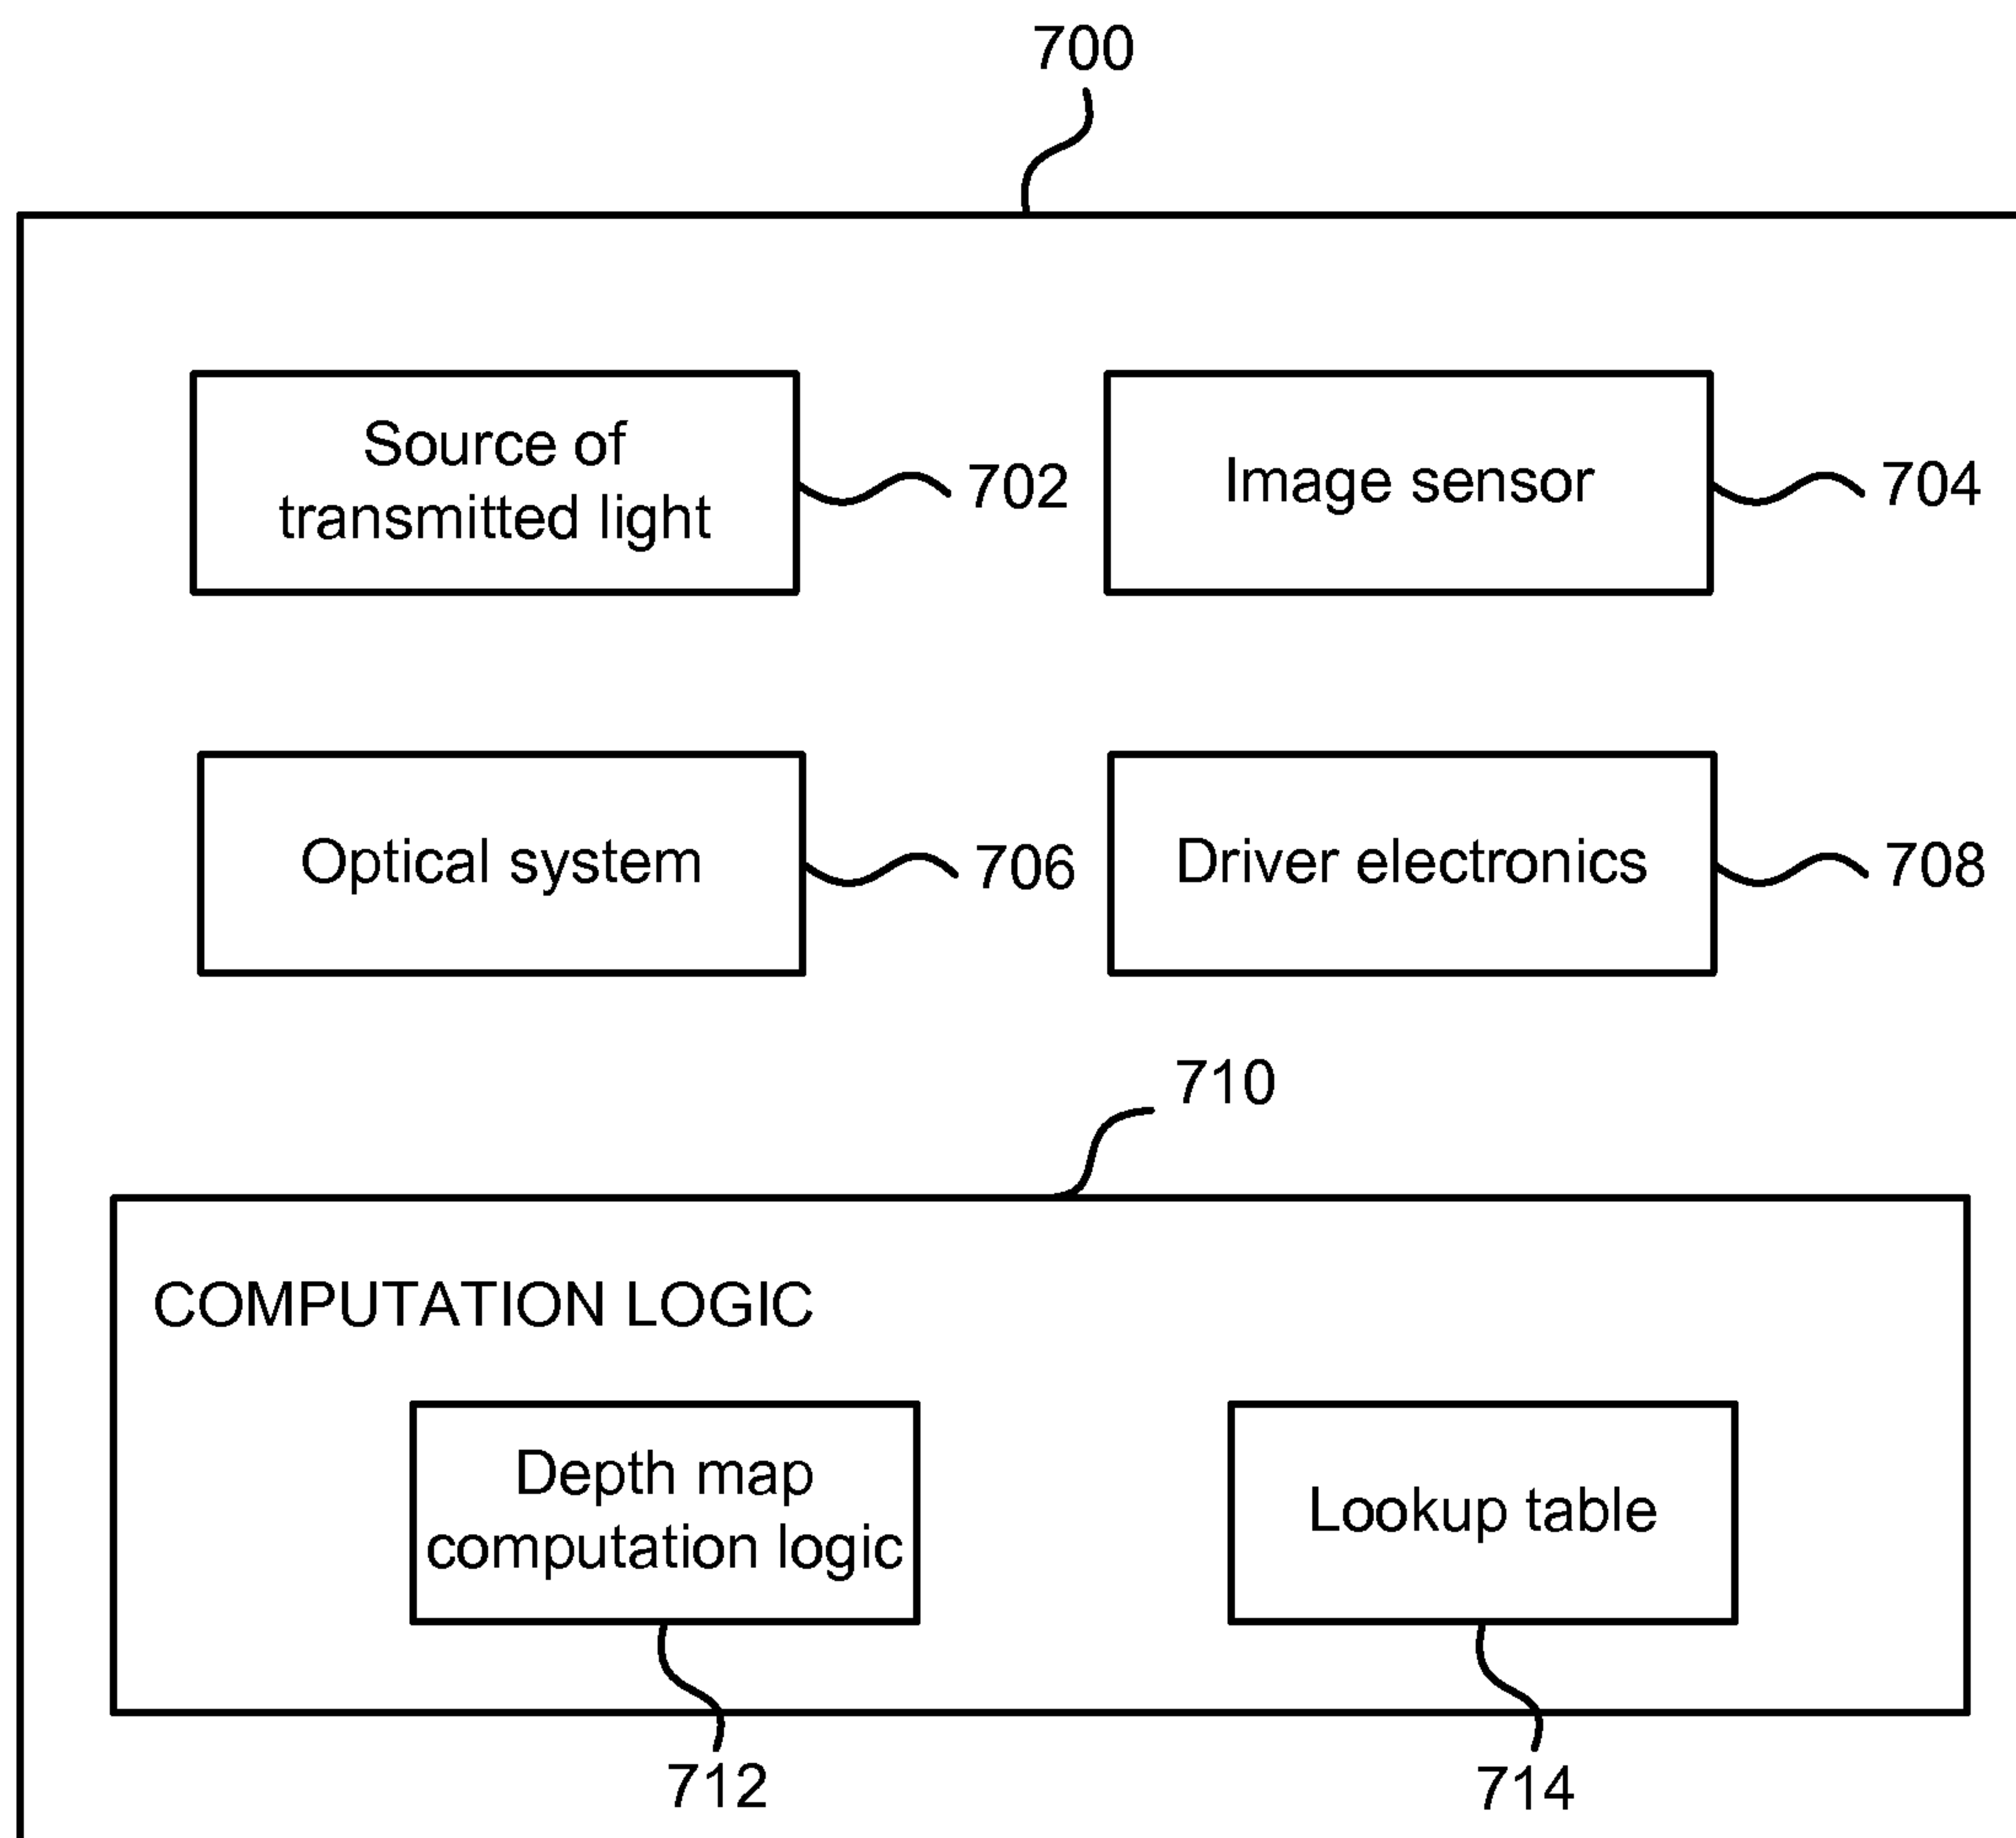 700
Source of
transmitted light
702
Image sensor
704
Optical system
706
Driver electronics
708
710
COMPUTATION LOGIC
Depth map
computation logic
Lookup table
712
714